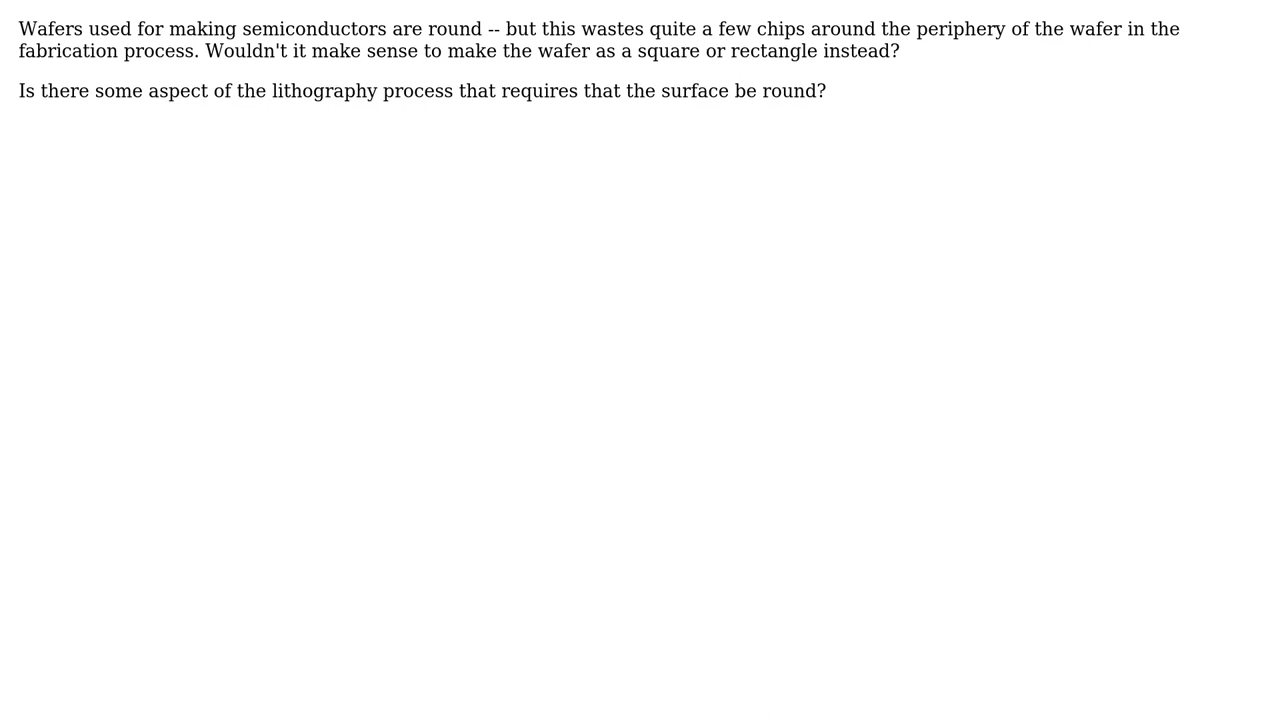 Wafers used for making semiconductors are round -- but this wastes quite a few chips around the periphery of the wafer in the
fabrication process. Wouldn't it make sense to make the wafer as a square or rectangle instead?
Is there some aspect of the lithography process that requires that the surface be round?